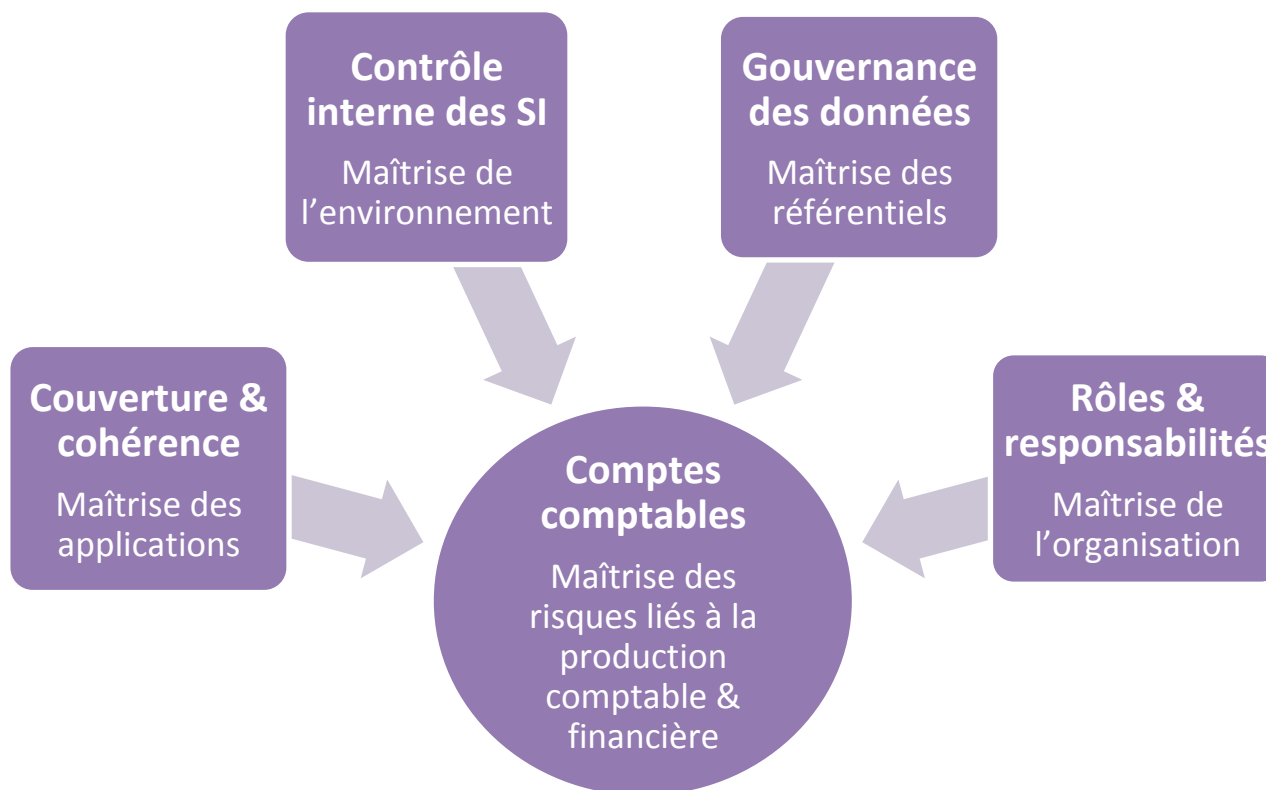 Contrôle
interne des SI
Maîtrise de
l’environnement
Gouvernance
des données
Maîtrise des
référentiels
Couverture &
cohérence
Maîtrise des
applications
Rôles &
responsabilités
Maîtrise de
l’organisation
Comptes
comptables
Maîtrise des
risques liés à la
production
comptable &
financière